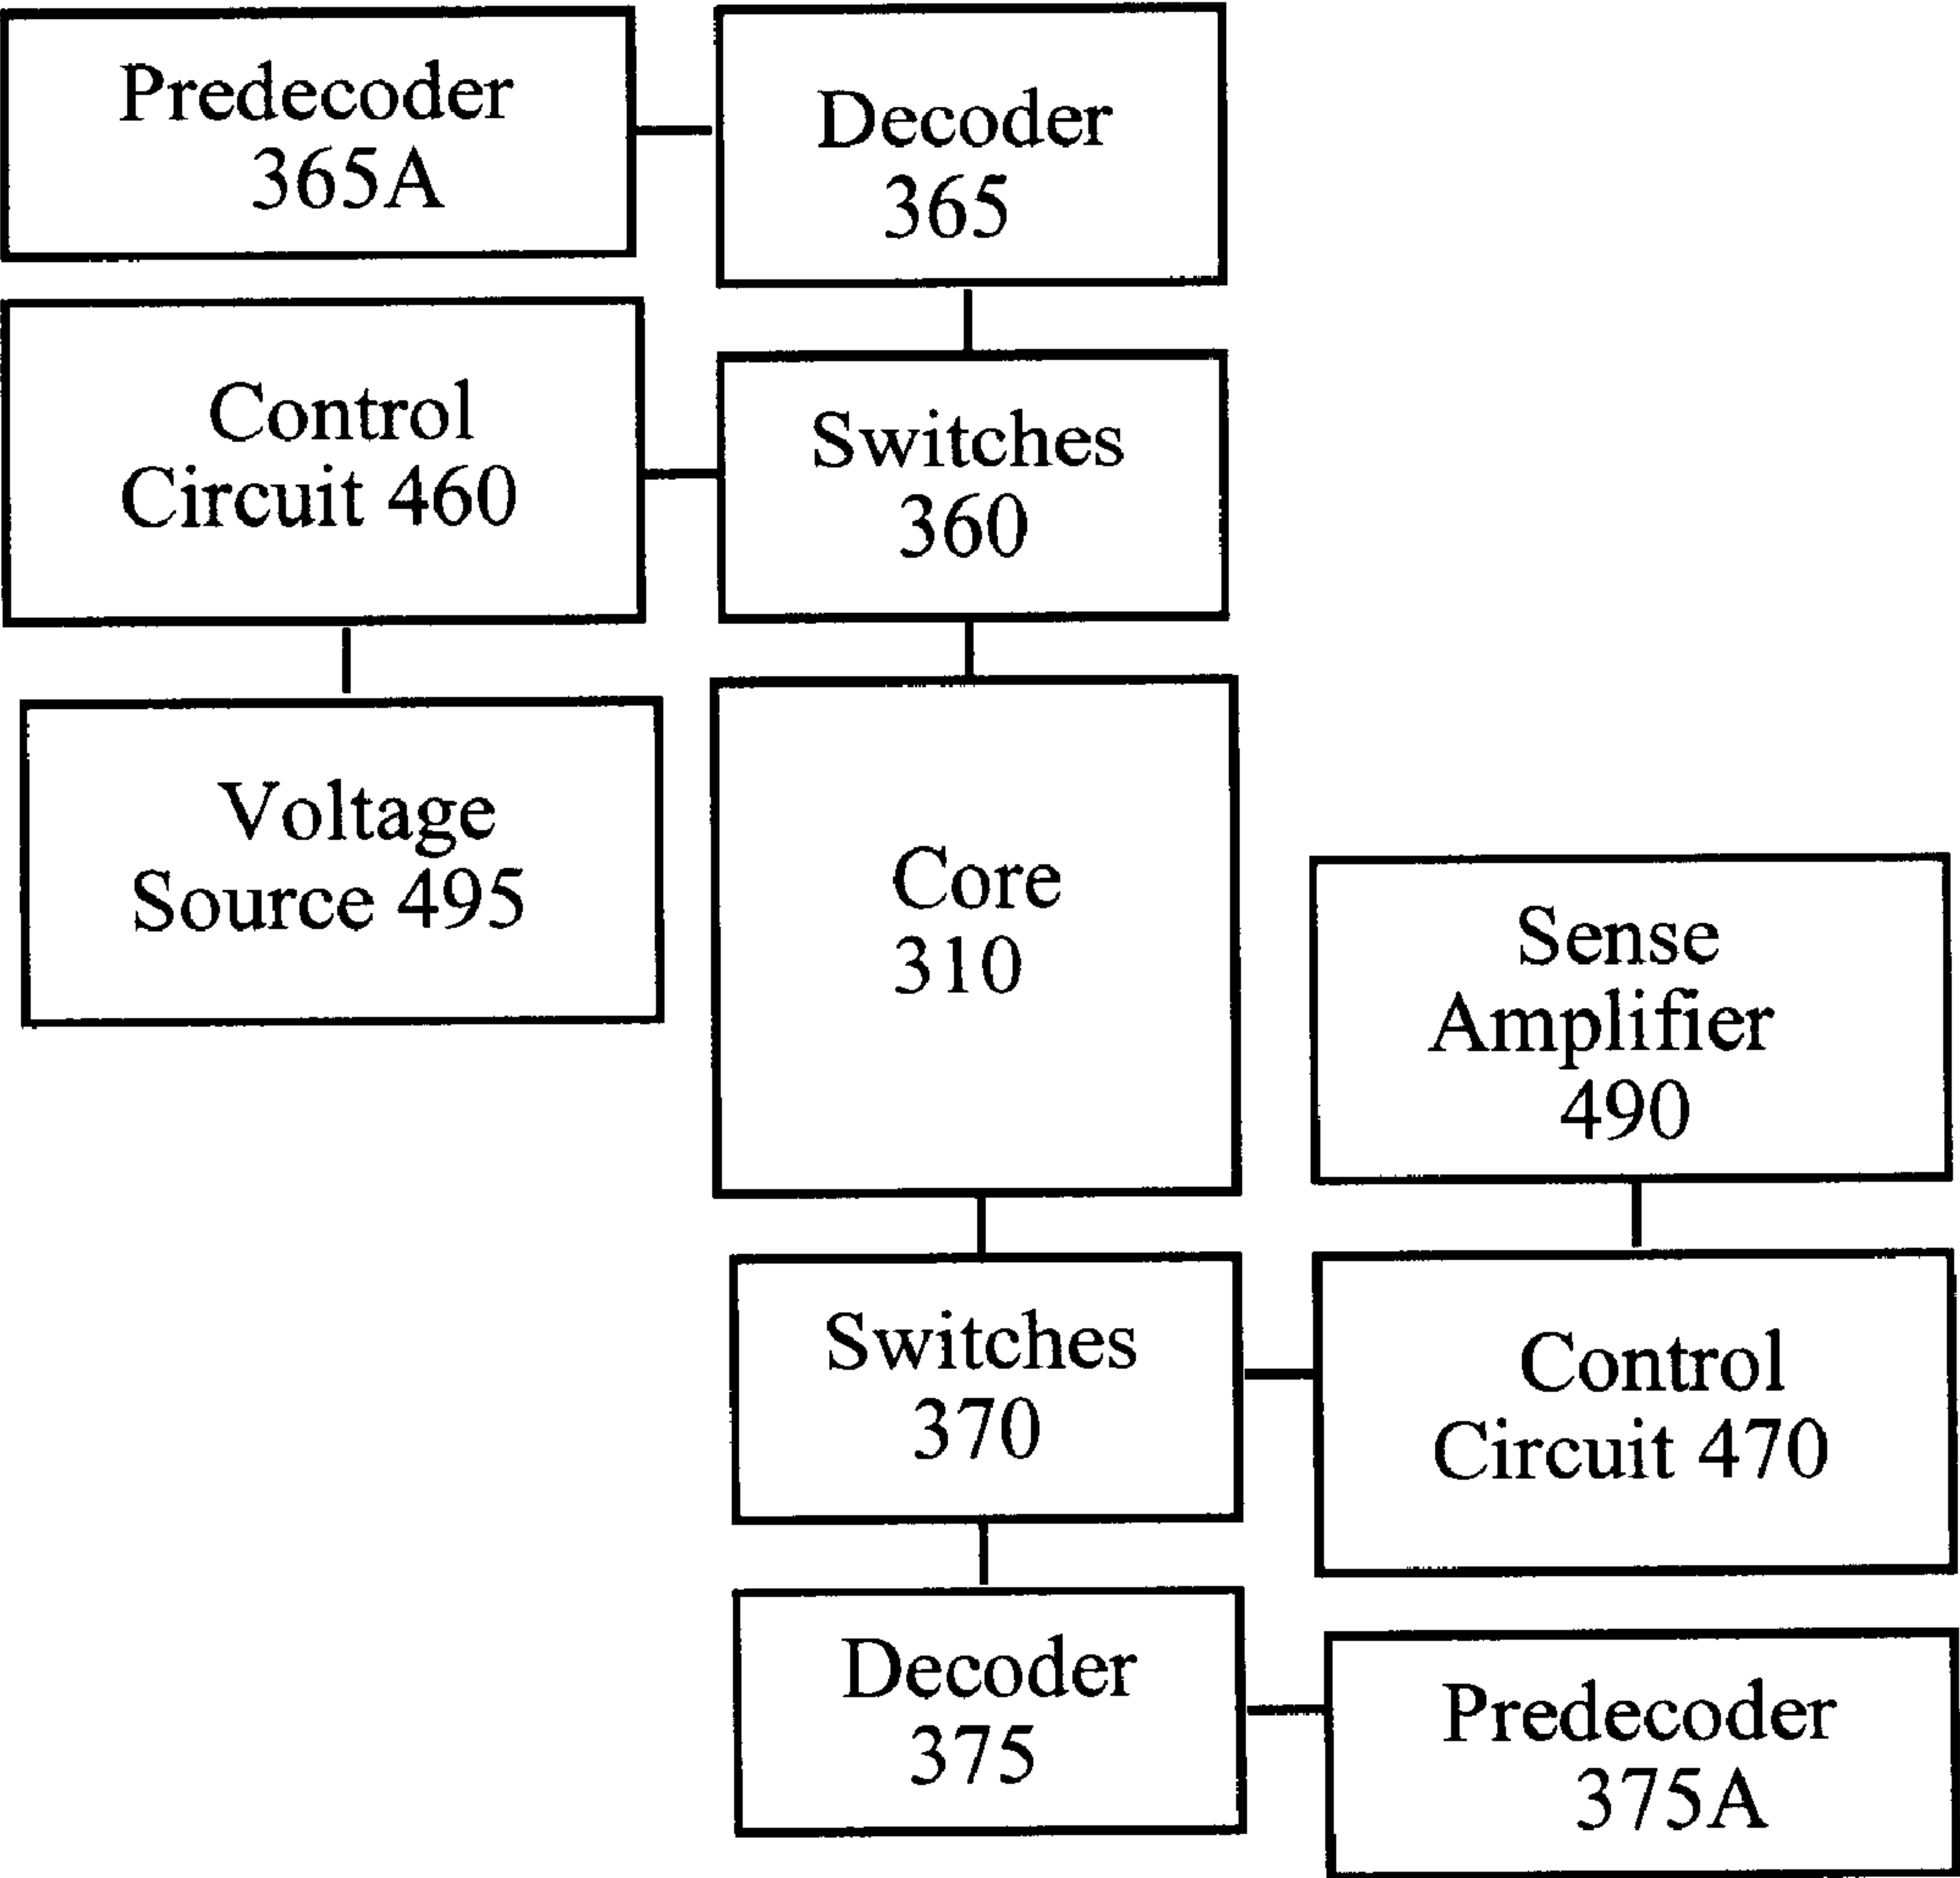 Predecoder
365A
Decoder
365
Control
Circuit 460
Switches
360
Voltage
Source 495
Core
310
Sense
Amplifier
490
Switches
370
Control
Circuit 470
Decoder
375
Predecoder
375A